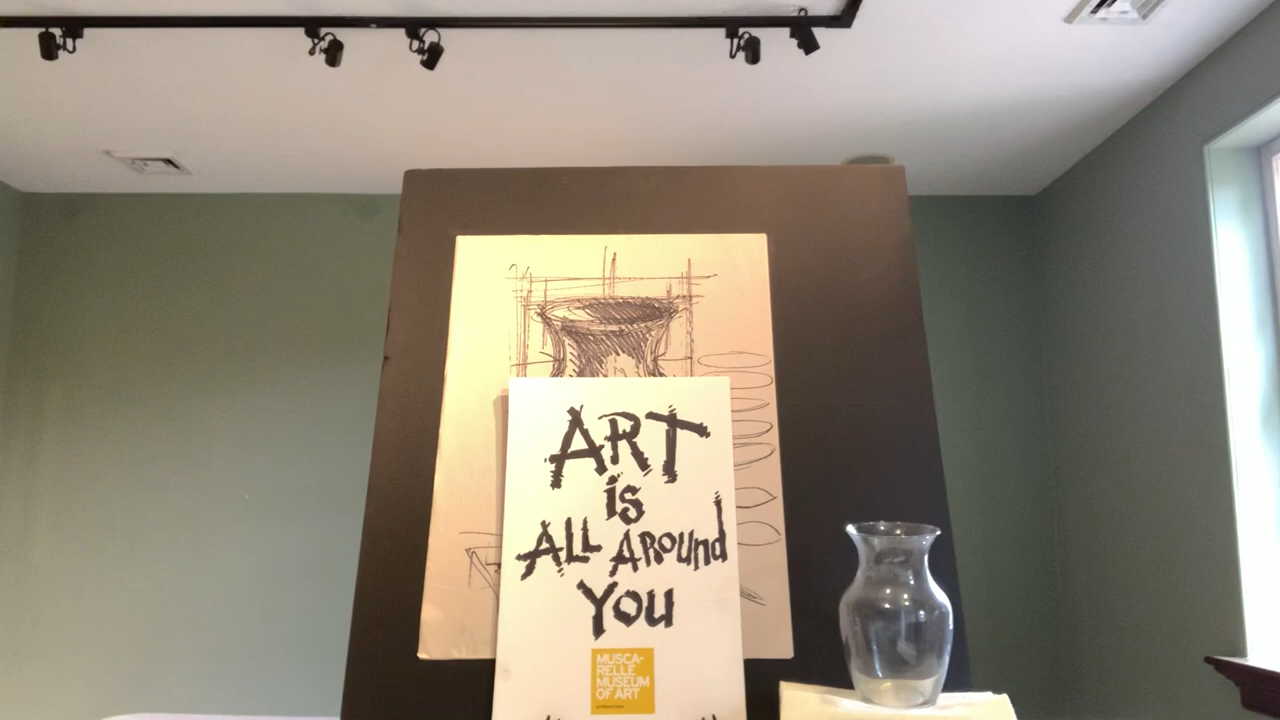 ART
is
ALL AROUnd
YOU
MUSCA-
RELLE
MUSEUM
OF ART